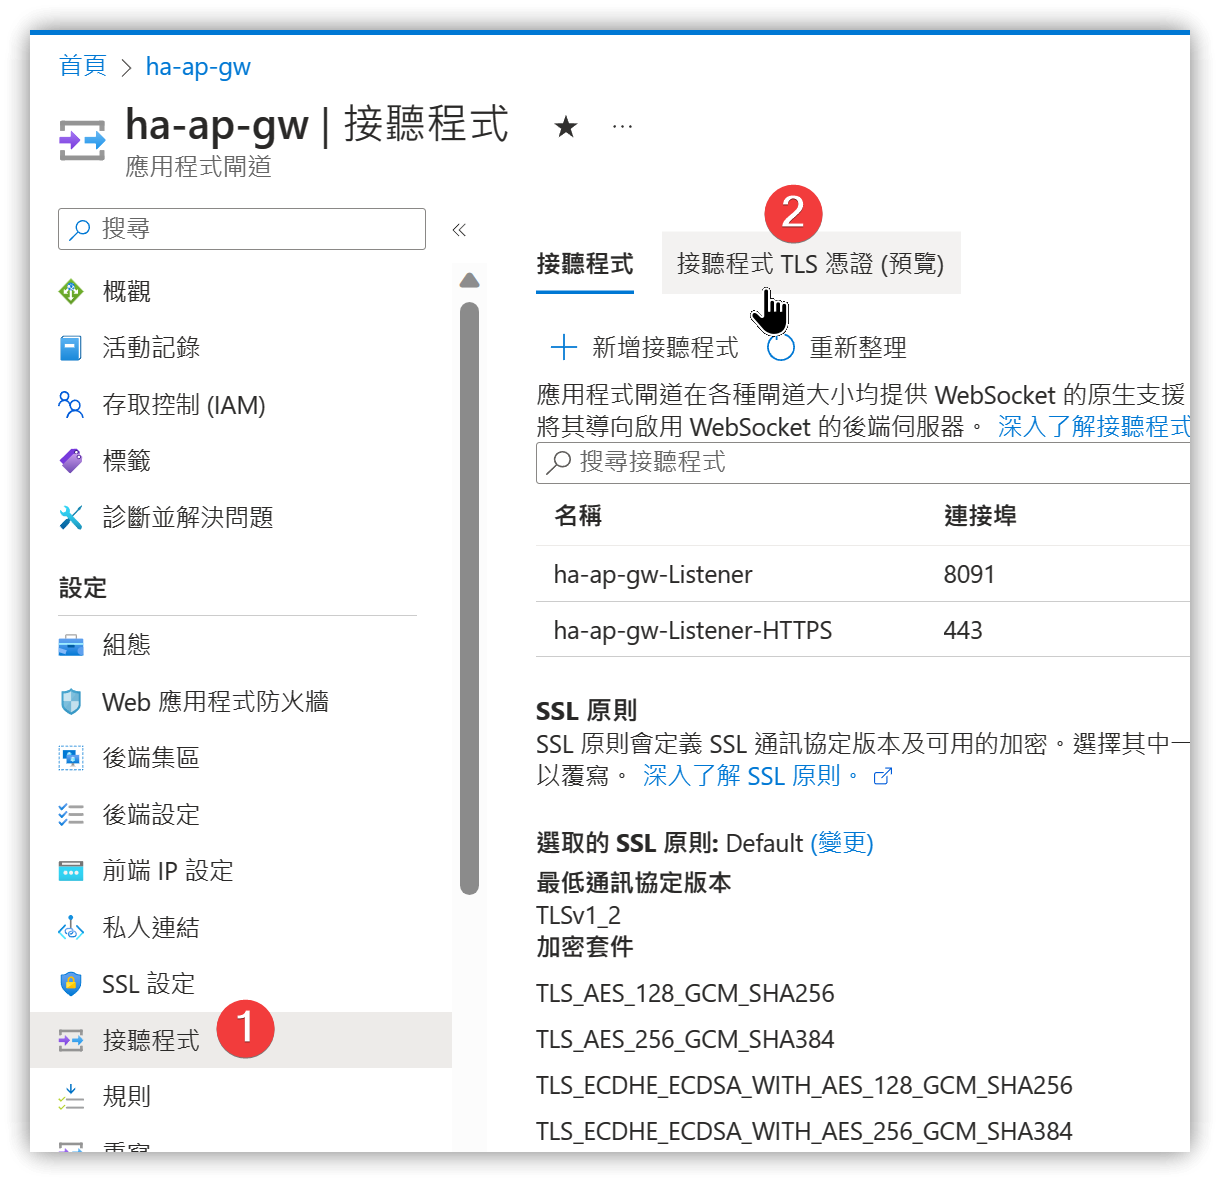 首頁 > ha-ap-gw
ha-ap-gw | 接聽程式 ★ ...
應用程式閘道
搜尋 «
概觀
活動記錄
存取控制 (IAM)
標籤
診斷並解決問題
設定
組態
Web 應用程式防火牆
後端集區
後端設定
前端 IP 設定
私人連結
SSL 設定
接聽程式 1
規則
重寫
2
接聽程式 接聽程式 TLS 憑證 (預覽)
新增接聽程式 重新整理
應用程式閘道在各種閘道大小均提供 WebSocket 的原生支援
將其導向啟用 WebSocket 的後端伺服器。 深入了解接聽程式
搜尋接聽程式
名稱 連接埠
ha-ap-gw-Listener 8091
ha-ap-gw-Listener-HTTPS 443
SSL 原則
SSL 原則會定義 SSL 通訊協定版本及可用的加密。選擇其中一
以覆寫。 深入了解 SSL 原則。
選取的 SSL 原則: Default (變更)
最低通訊協定版本
TLSv1_2
加密套件
TLS_AES_128_GCM_SHA256
TLS_AES_256_GCM_SHA384
TLS_ECDHE_ECDSA_WITH_AES_128_GCM_SHA256
TLS_ECDHE_ECDSA_WITH_AES_256_GCM_SHA384